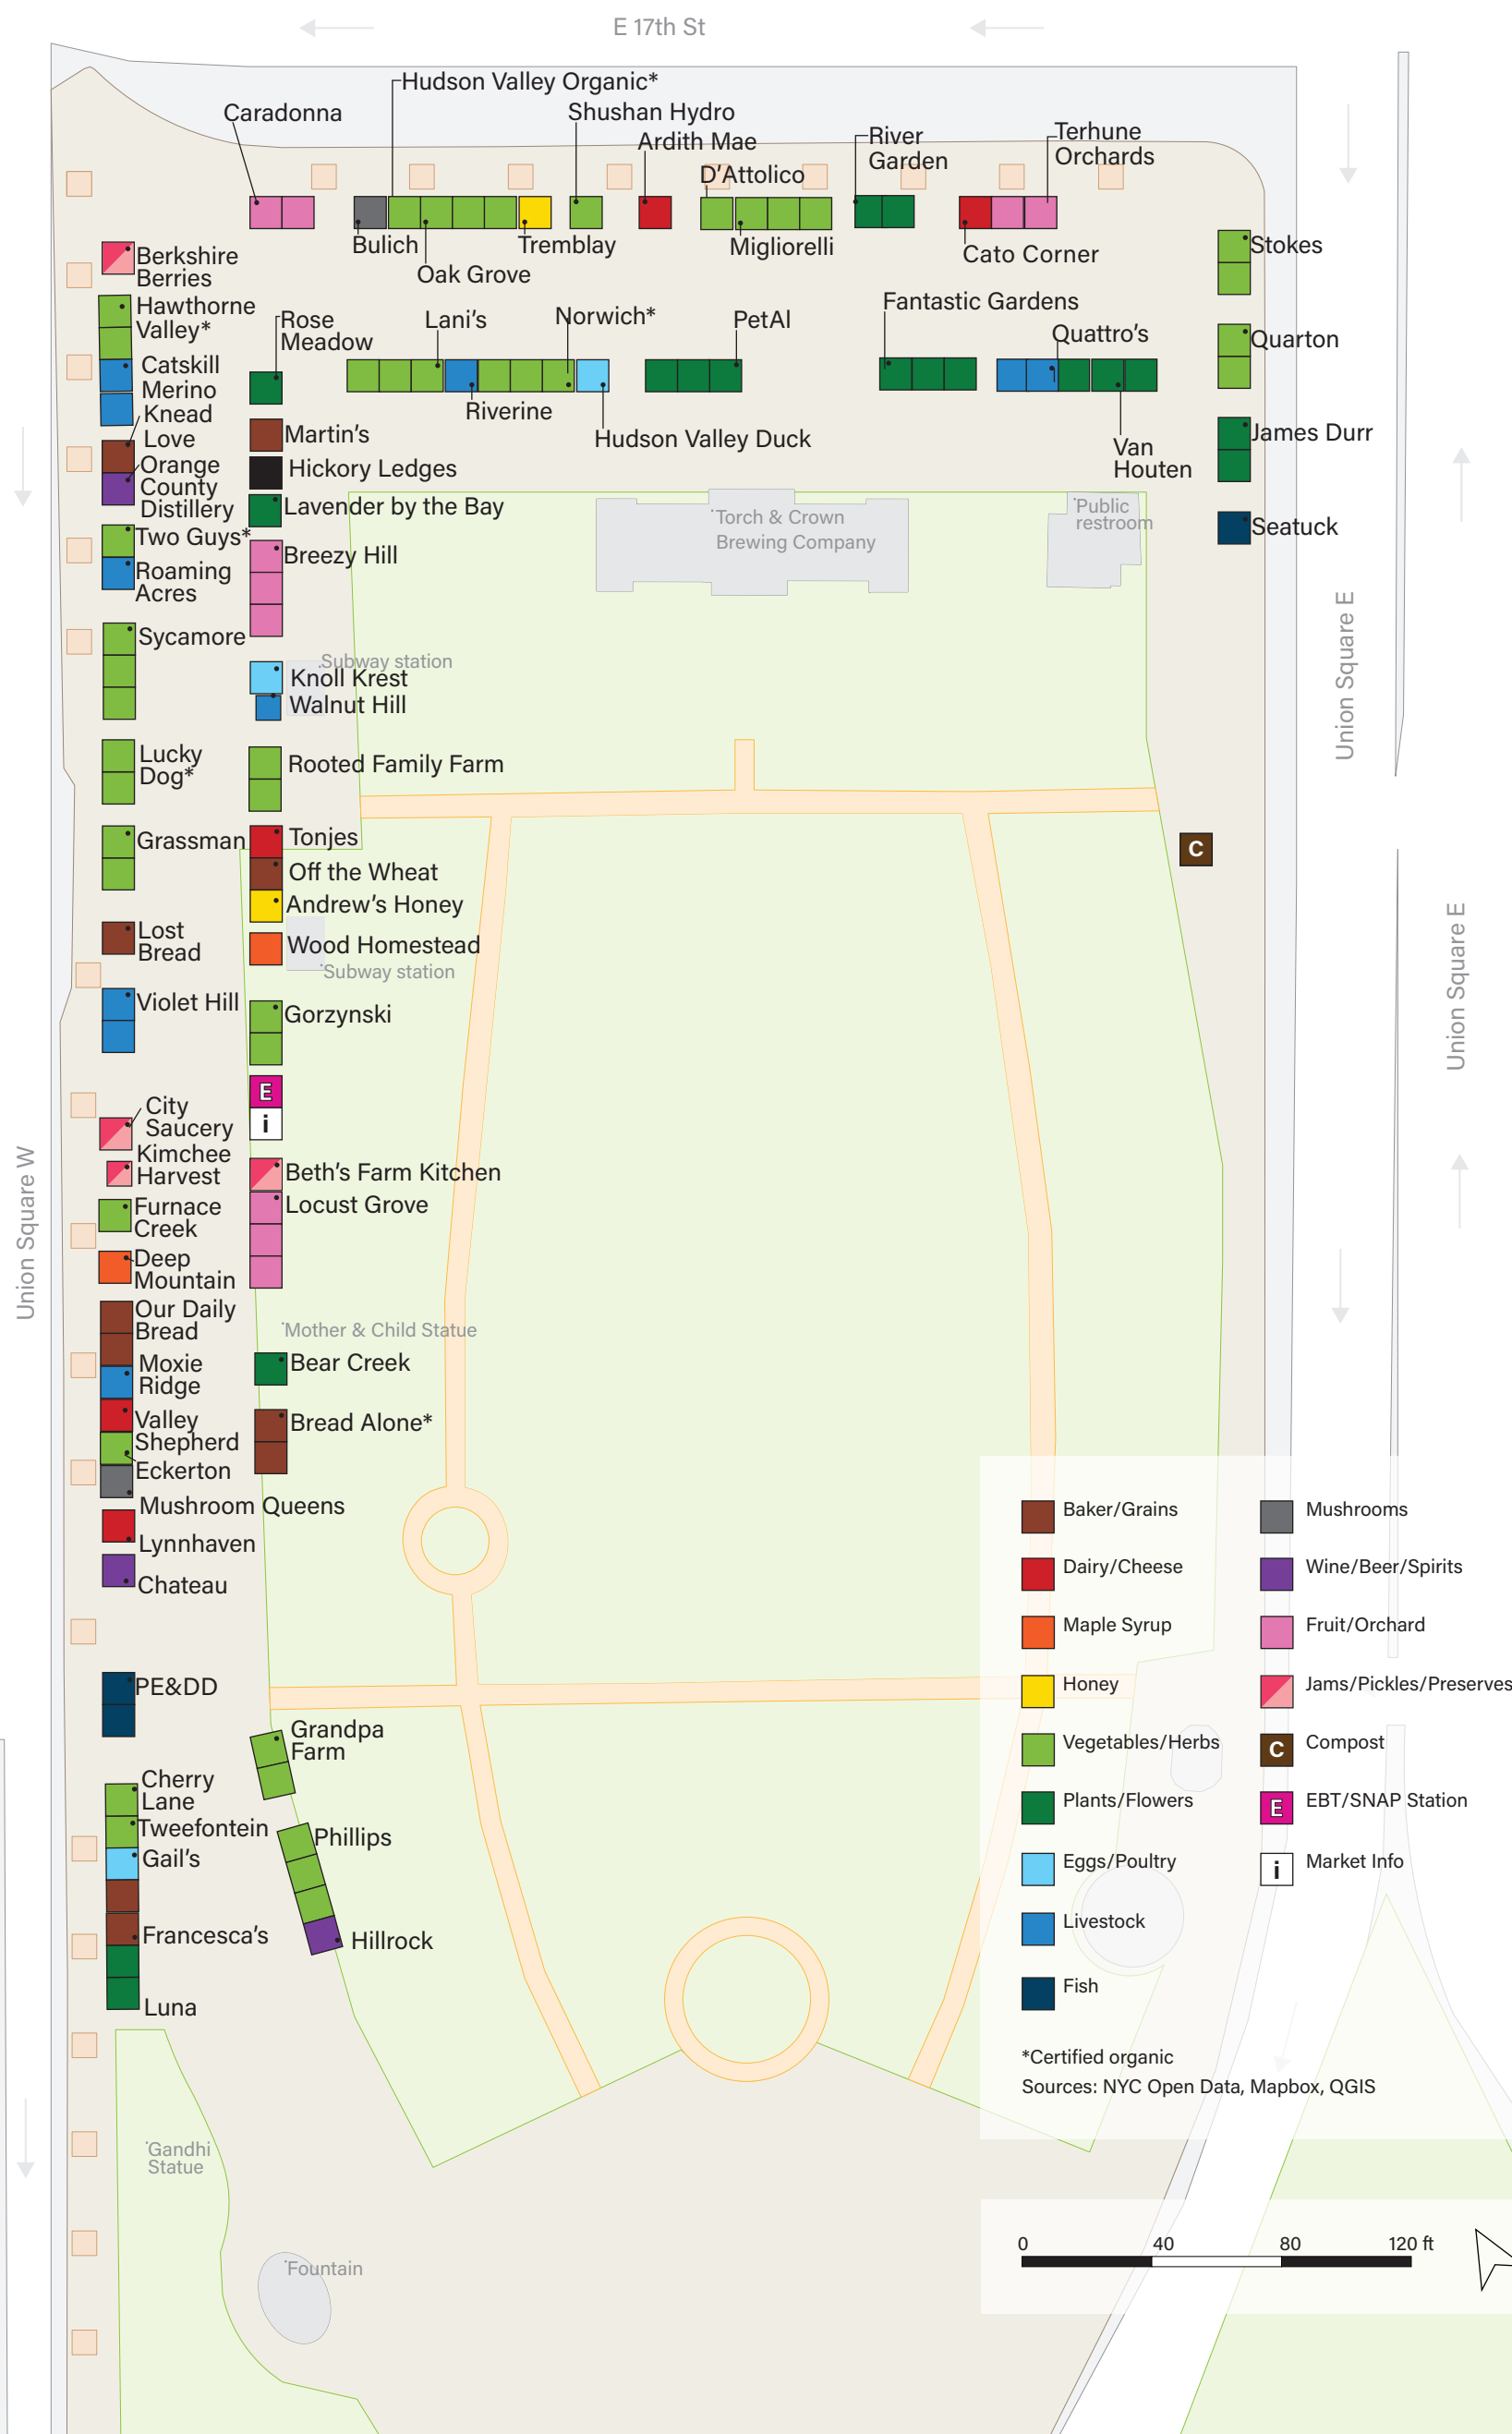 E 17th St
Hudson Valley Organic*
Caradonna
Shushan Hydro
Ardith Mae
River
Garden
Terhune
Orchards
D'Attolico
Bulich
Oak Grove
Tremblay
Migliorelli
Cato Corner
Stokes
Berkshire
Berries
Hawthorne
Valley*
Catskill
Merino
Knead
Love
Orange
County
Distillery
Two Guys*
Roaming
Acres
Sycamore
Lucky
Dog*
Grassman
Lost
Bread
Violet Hill
City
Saucery
Kimchee
Harvest
Furnace
Creek
Deep
Mountain
Our Daily
Bread
Moxie
Ridge
Valley
Shepherd
Eckerton
Mushroom Queens
Lynnhaven
Chateau
PE&DD
Cherry
Lane
Tweefontein
Gail's
Francesca's
Luna
Rose
Meadow
Martin's
Hickory Ledges
Lavender by the Bay
Breezy Hill
Subway station
Knoll Krest
Walnut Hill
Rooted Family Farm
Tonjes
Off the Wheat
Andrew's Honey
Wood Homestead
Subway station
Gorzynski
E
i
Beth's Farm Kitchen
Locust Grove
Mother & Child Statue
Bear Creek
Bread Alone*
Grandpa
Farm
Phillips
Hillrock
Lani's
Norwich*
PetAl
Riverine
Hudson Valley Duck
Fantastic Gardens
Quattro's
Van
Houten
Quarton
James Durr
Seatuck
Torch & Crown
Brewing Company
Public
restroom
C
Union Square E
Union Square E
Union Square W
Gandhi
Statue
Fountain
Baker/Grains
Dairy/Cheese
Maple Syrup
Honey
Vegetables/Herbs
Plants/Flowers
Eggs/Poultry
Livestock
Fish
Mushrooms
Wine/Beer/Spirits
Fruit/Orchard
Jams/Pickles/Preserves
C Compost
E EBT/SNAP Station
i Market Info
*Certified organic
Sources: NYC Open Data, Mapbox, QGIS
0 40 80 120 ft